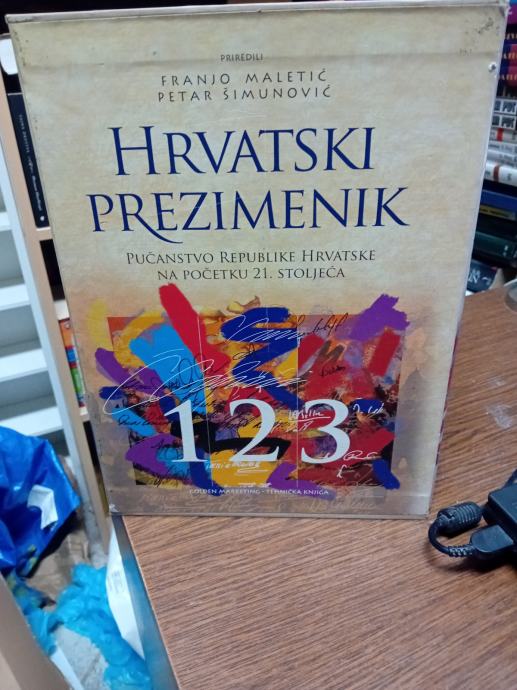 PRIREDILI
FRANJO MALETIĆ
PETAR ŠIMUNOVIĆ
HRVATSKI
PREZIMENIK
PUČANSTVO REPUBLIKE HRVATSKE
NA POČETKU 21. STOLJEĆA
1 2 3
GOLDEN MARKETING - TEHNIČKA KNJIGA